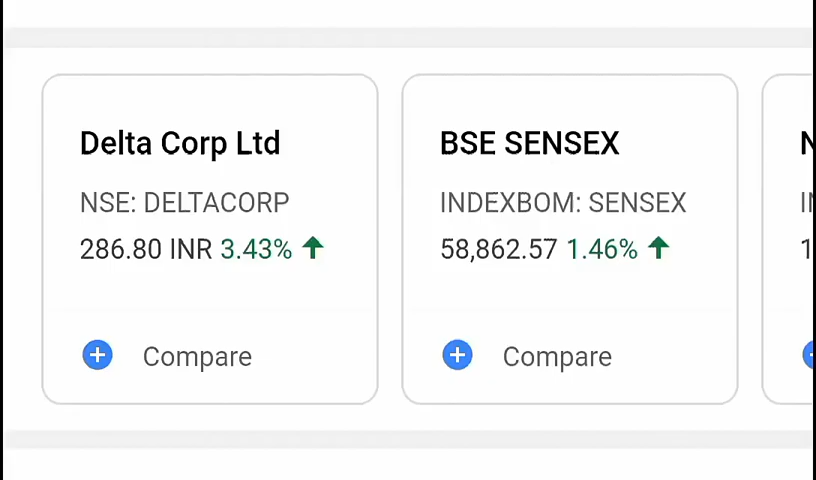 Delta Corp Ltd
NSE: DELTACORP
286.80 INR 3.43%
Compare
BSE SENSEX
INDEXBOM: SENSEX
58,862.57 1.46%
Compare